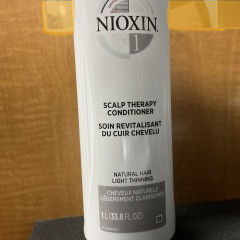 NIOXIN
1
SCALP THERAPY
CONDITIONER
SOIN REVITALISANT
DU CUIR CHEVELU
NATURAL HAIR
LIGHT THINNING
CHEVEUX NATURELS
LÉGÈREMENT CLAIRSEMÉS
1 L (33.8 FL.OZ)